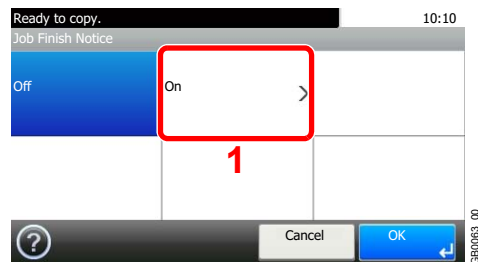 Ready to copy. 10:10
Job Finish Notice
Off On >
1
? Cancel OK
GB0063_00